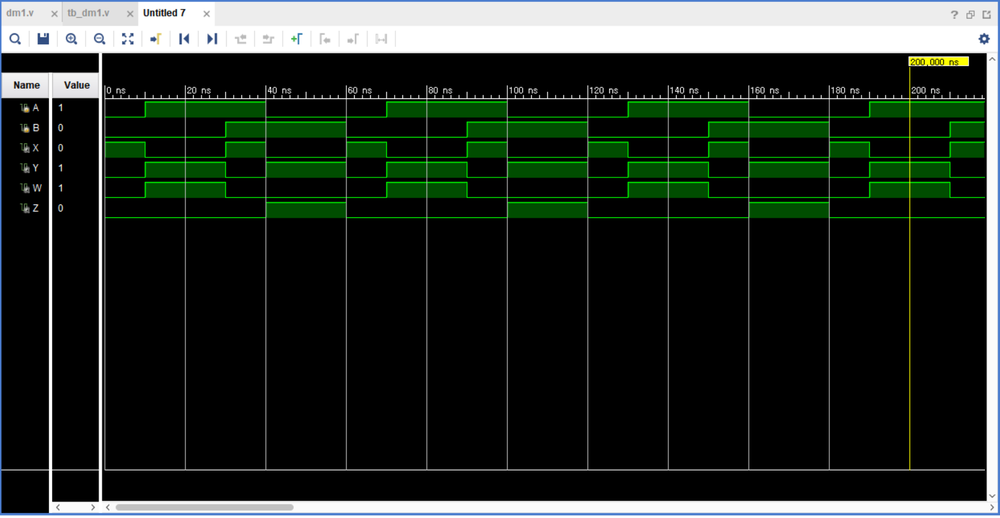 dm1.v × tb_dm1.v × Untitled 7 ×
?
200,000 ns
Name Value
0 ns 20 ns 40 ns 60 ns 80 ns 100 ns 120 ns 140 ns 160 ns 180 ns 200 ns
A 1
B 0
X 0
Y 1
W 1
Z 0